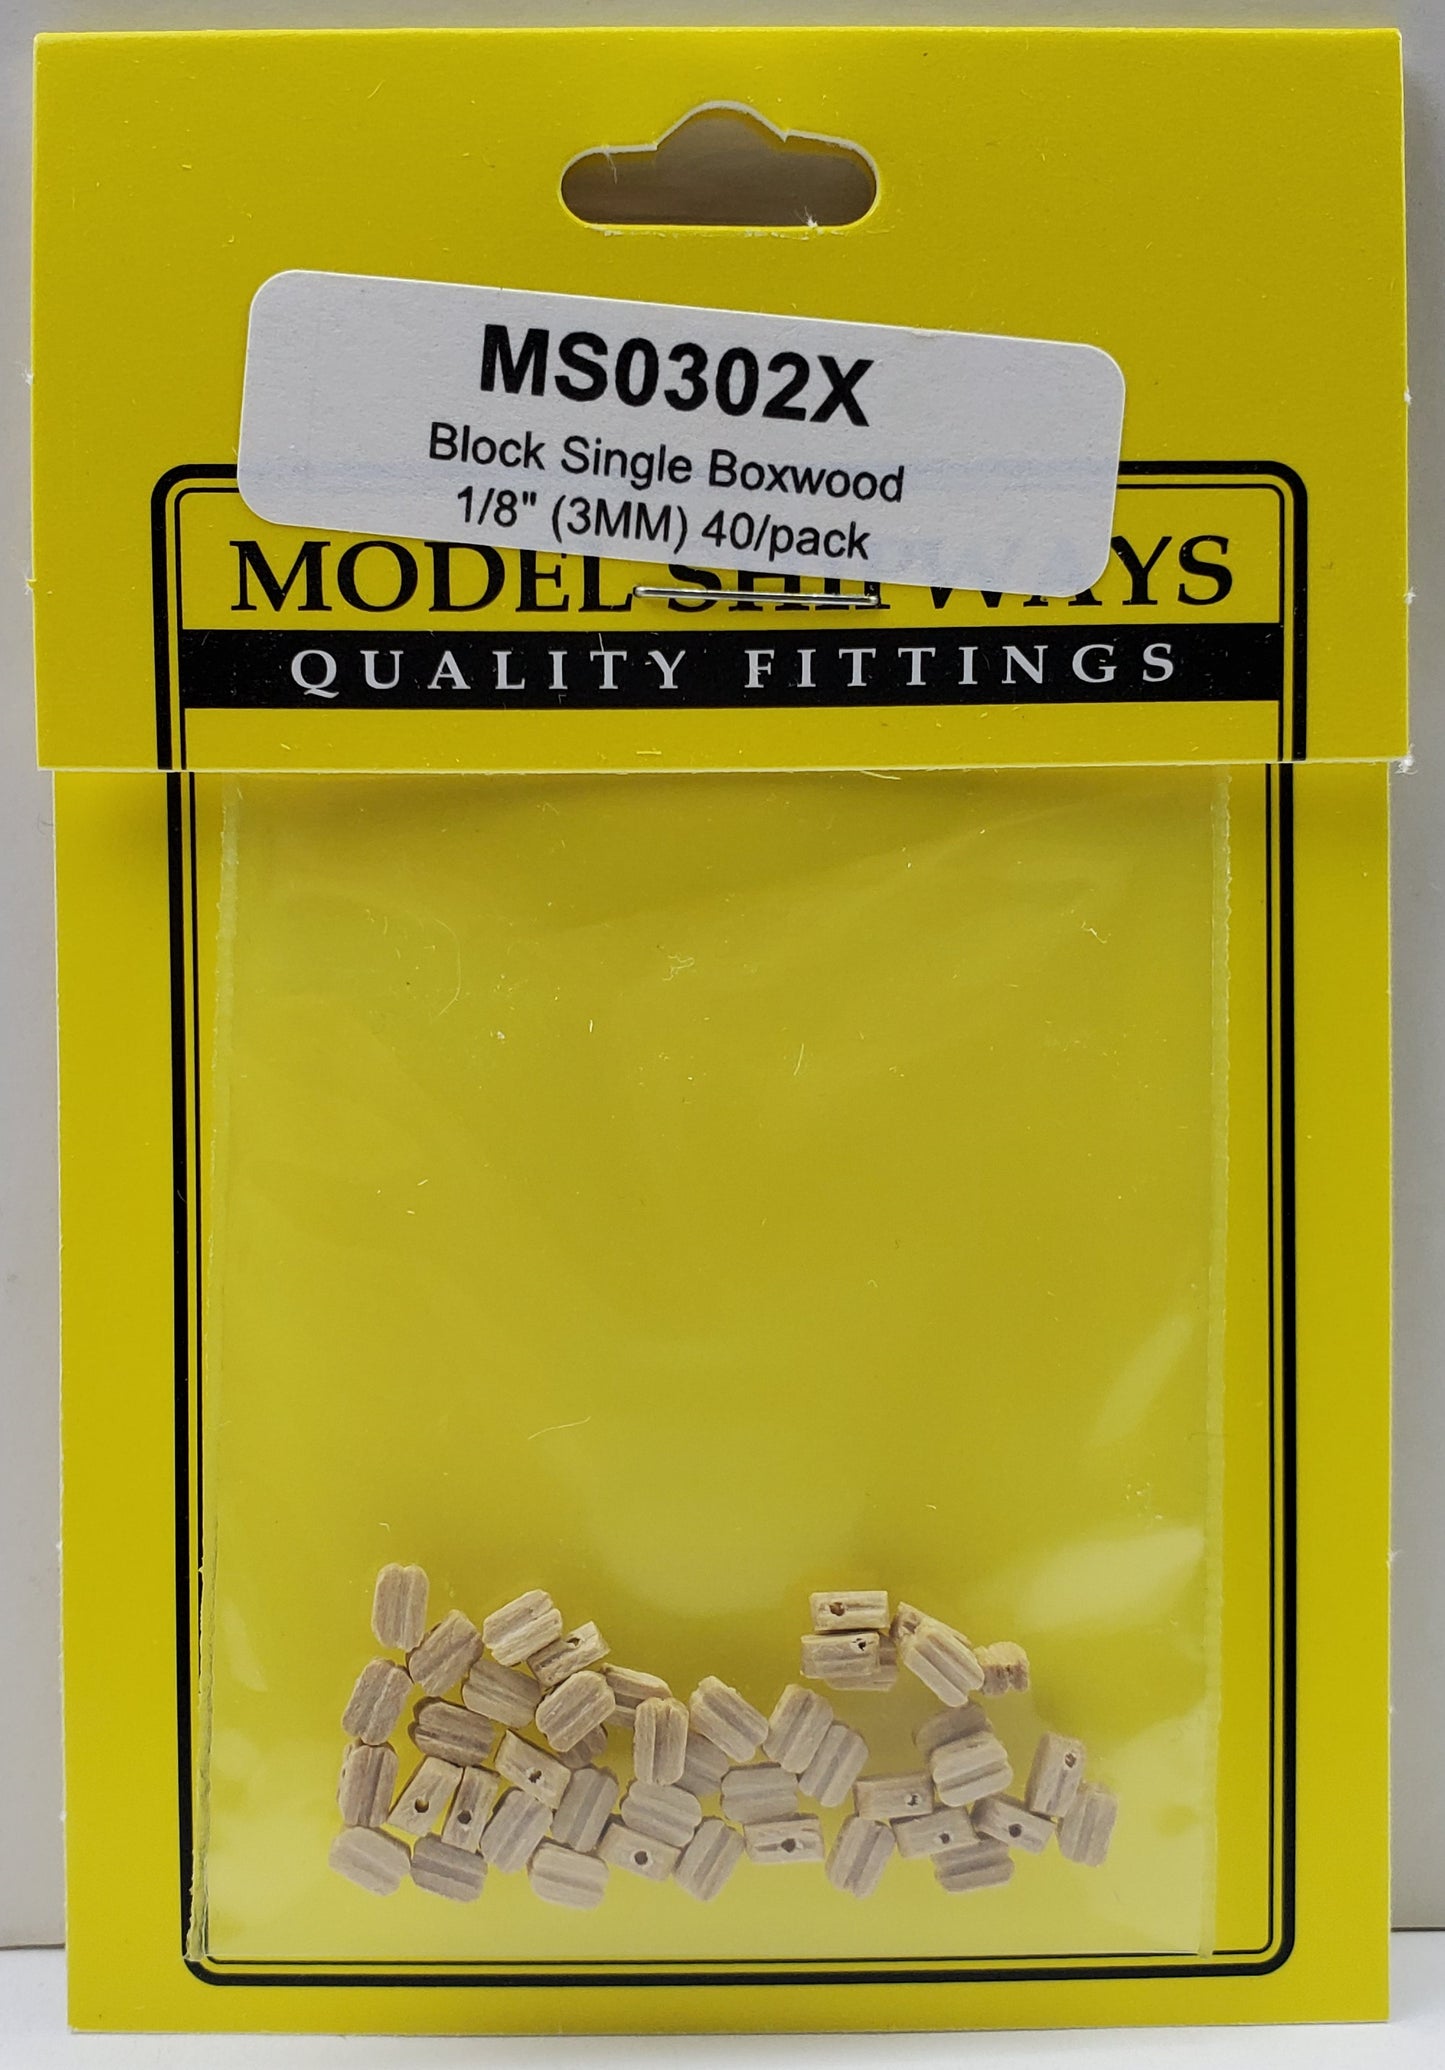 MS0302X
Block Single Boxwood
1/8" (3MM) 40/pack
MODEL SHIPWAYS
QUALITY FITTINGS